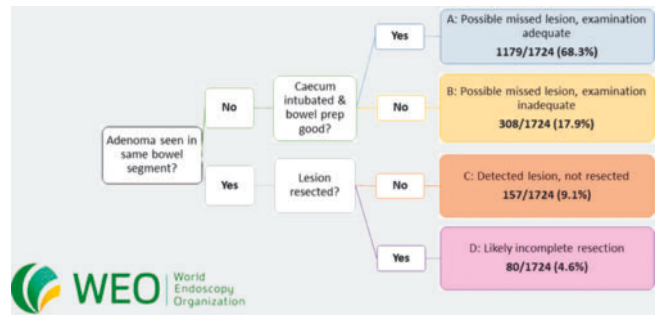 Adenoma seen in
same bowel
segment?
No
Yes
Caecum
intubated &
bowel prep
good?
Lesion
resected?
Yes
No
No
Yes
A: Possible missed lesion, examination
adequate
1179/1724 (68.3%)
B: Possible missed lesion, examination
inadequate
308/1724 (17.9%)
C: Detected lesion, not resected
157/1724 (9.1%)
D: Likely incomplete resection
80/1724 (4.6%)
WEO
World
Endoscopy
Organization